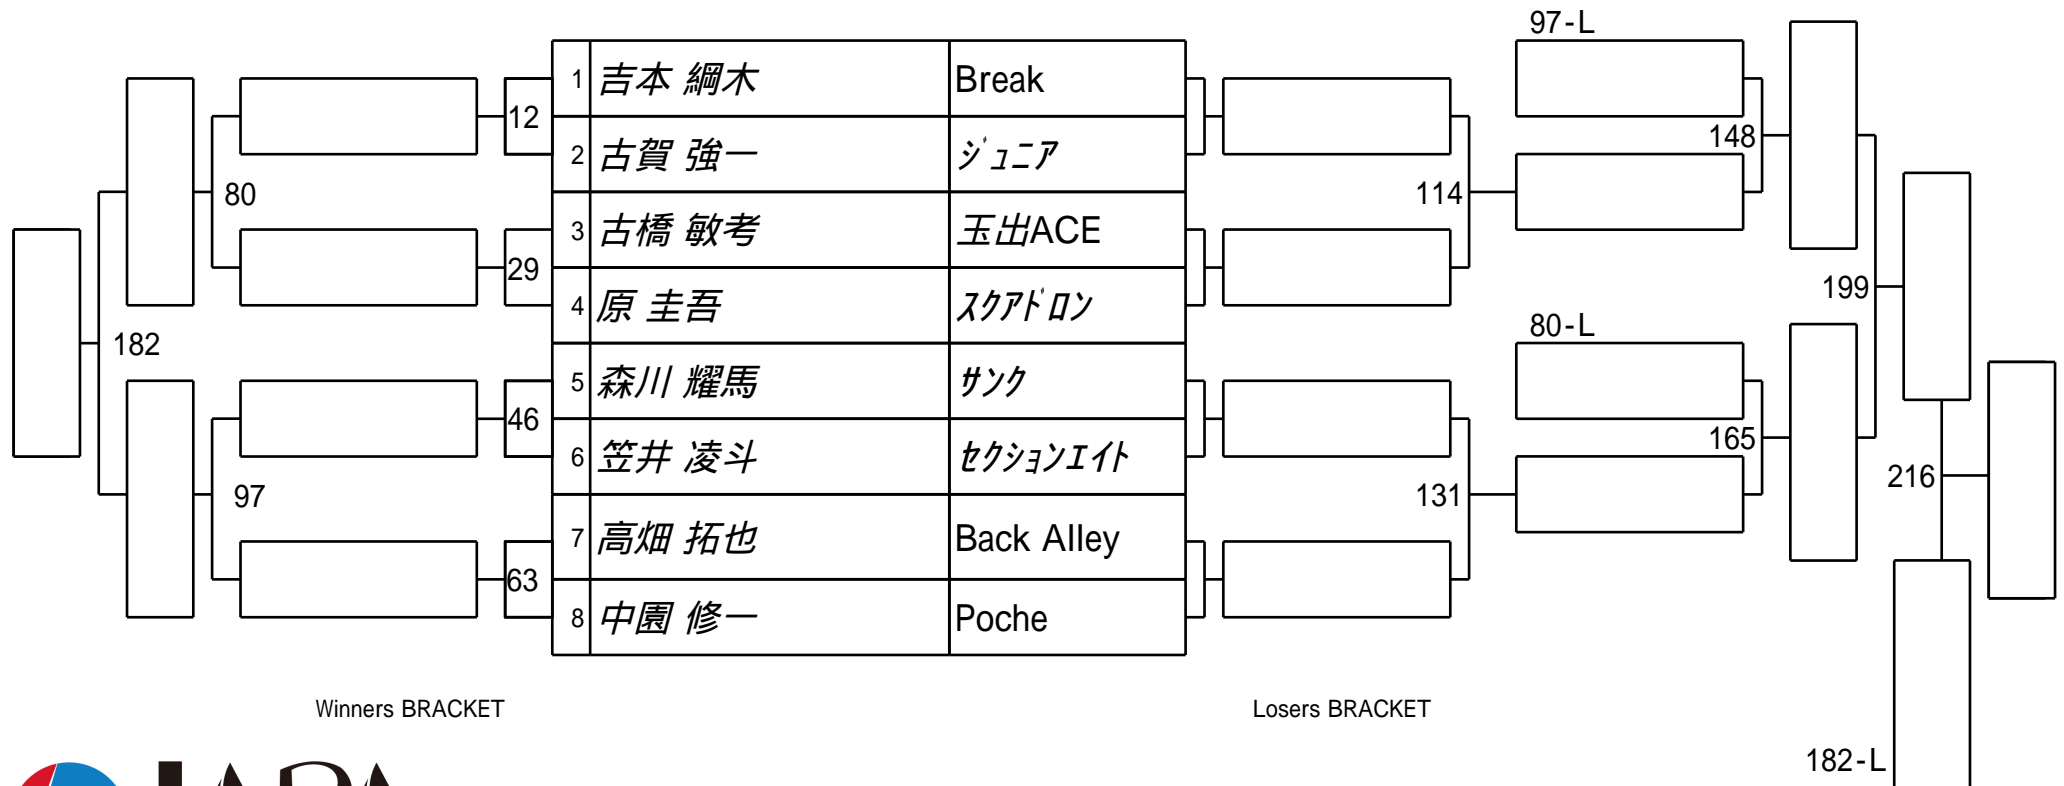 97-L
1 吉本 綱木 Break
12
2 古賀 強一 ジュニア
148
80
114
3 古橋 敏考 玉出ACE
29
4 原 圭吾 スクアドロン
199
80-L
182
5 森川 耀馬 サンク
46
165
6 笠井 凌斗 セクションエイト
216
97
131
7 高畑 拓也 Back Alley
63
8 中園 修一 Poche
Winners BRACKET
Losers BRACKET
182-L
JAPA